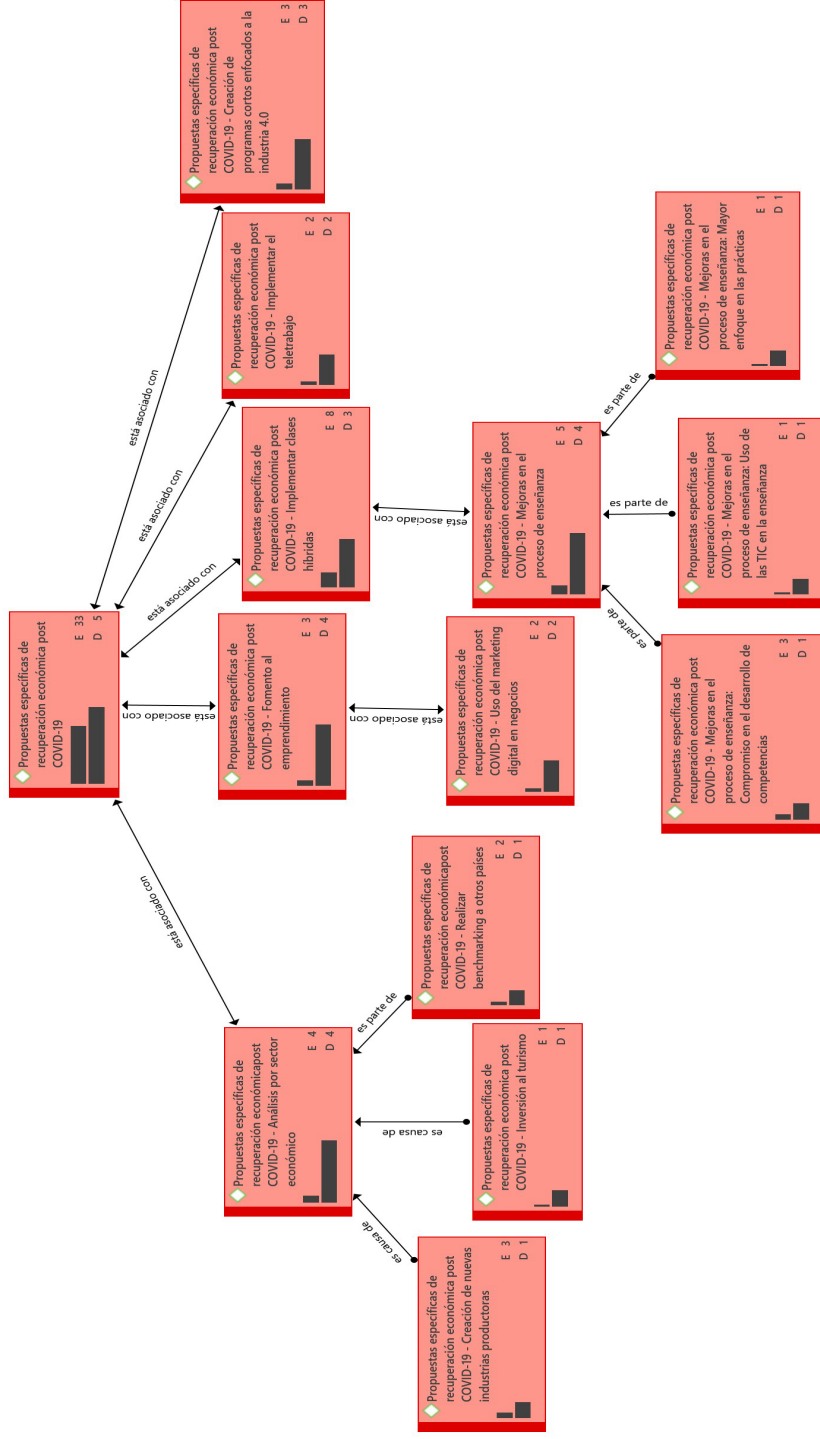 Propuestas específicas de
recuperación económica post
COVID-19
E 33
D 5
está asociado con
está asociado con
está asociado con
está asociado con
está asociado con
Propuestas específicas de
recuperación económicapost
COVID-19 - Análisis por sector
económico
E 4
D 4
Propuestas específicas de
recuperación económica post
COVID-19 - Fomento al
emprendimiento
E 3
D 4
Propuestas específicas de
recuperación económica post
COVID-19 - Implementar clases
híbridas
E 8
D 3
Propuestas específicas de
recuperación económica post
COVID-19 - Implementar el
teletrabajo
E 2
D 2
Propuestas específicas de
recuperación económica post
COVID-19 - Creación de
programas cortos enfocados a la
industria 4.0
E 3
D 3
es causa de
es causa de
es parte de
está asociado con
está asociado con
Propuestas específicas de
recuperación económica post
COVID-19 - Creación de nuevas
industrias productoras
E 3
D 1
Propuestas específicas de
recuperación económica post
COVID-19 - Inversión al turismo
E 1
D 1
Propuestas específicas de
recuperación económicapost
COVID-19 - Realizar
benchmarking a otros países
E 2
D 1
Propuestas específicas de
recuperación económica post
COVID-19 - Uso del marketing
digital en negocios
E 2
D 2
Propuestas específicas de
recuperación económica post
COVID-19 - Mejoras en el
proceso de enseñanza
E 5
D 4
es parte de
es parte de
es parte de
Propuestas específicas de
recuperación económica post
COVID-19 - Mejoras en el
proceso de enseñanza:
Compromiso en el desarrollo de
competencias
E 3
D 1
Propuestas específicas de
recuperación económica post
COVID-19 - Mejoras en el
proceso de enseñanza: Uso de
las TIC en la enseñanza
E 1
D 1
Propuestas específicas de
recuperación económica post
COVID-19 - Mejoras en el
proceso de enseñanza: Mayor
enfoque en las prácticas
E 1
D 1